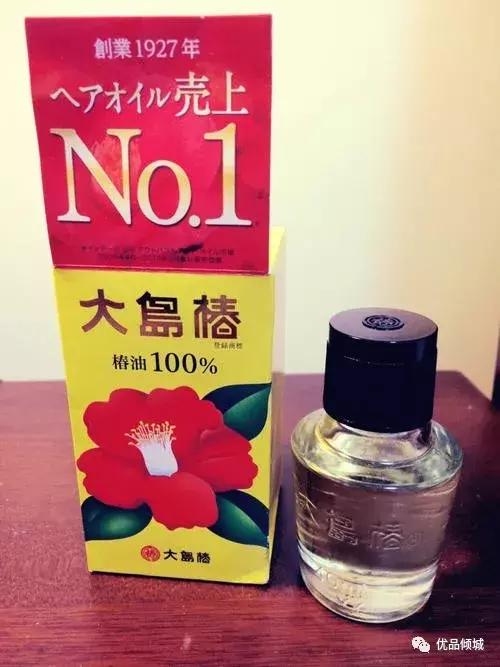 創業1927年
ヘアオイル売上
No.1
大島椿
登録商標
椿油100%
大島椿
大島椿
优品倾城